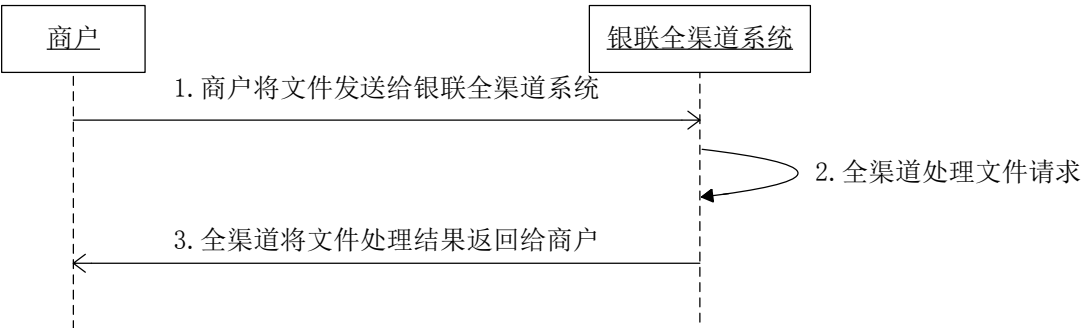 商户
银联全渠道系统
1.商户将文件发送给银联全渠道系统
2.全渠道处理文件请求
3.全渠道将文件处理结果返回给商户